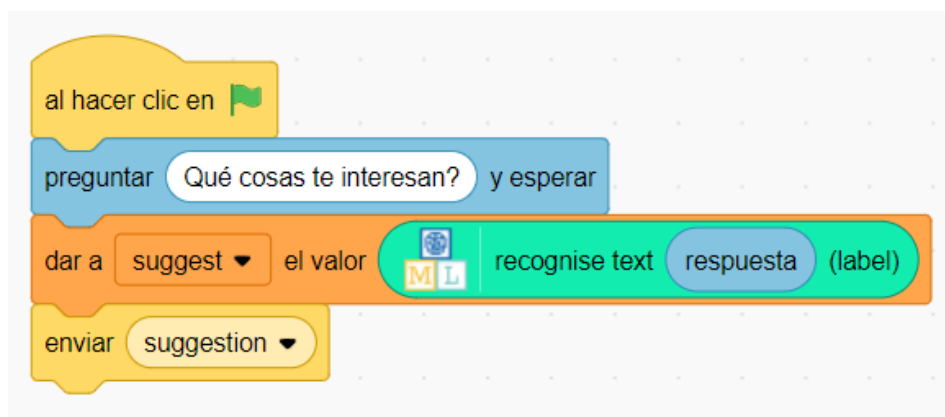 al hacer clic en
preguntar Qué cosas te interesan? y esperar
dar a suggest el valor M L recognise text respuesta (label)
enviar suggestion